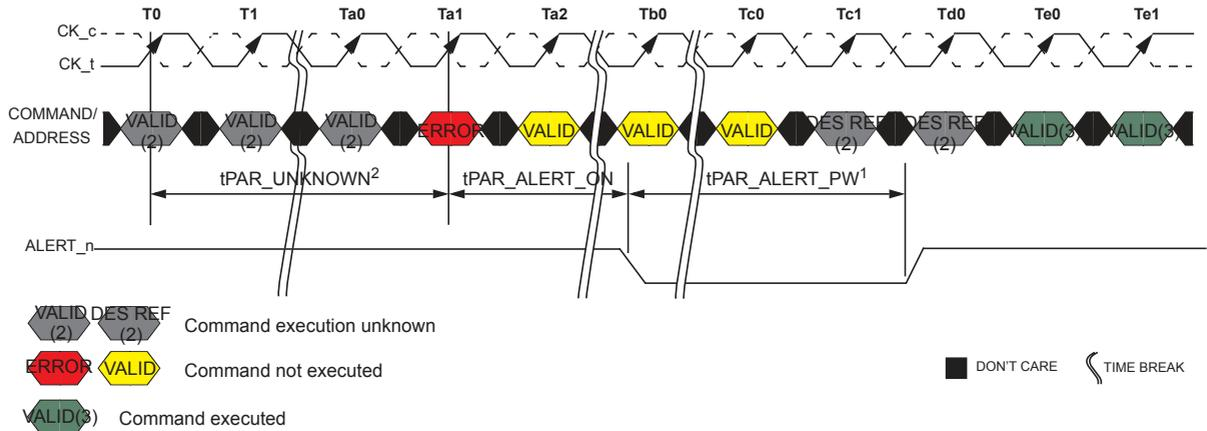 T0 T1 Ta0 Ta1 Ta2 Tb0 Tc0 Tc1 Td0 Te0 Te1
CK_c
CK_t
COMMAND/
ADDRESS
VALID
(2)
VALID
(2)
VALID
(2)
ERROR
VALID
VALID
VALID
DES REF
(2)
DES REF
(2)
VALID(3)
VALID(3)
tPAR_UNKNOWN2 tPAR_ALERT_ON tPAR_ALERT_PW1
ALERT_n
VALID
(2)
DES REF
(2)
Command execution unknown
ERROR VALID Command not executed
DON'T CARE TIME BREAK
VALID(3) Command executed